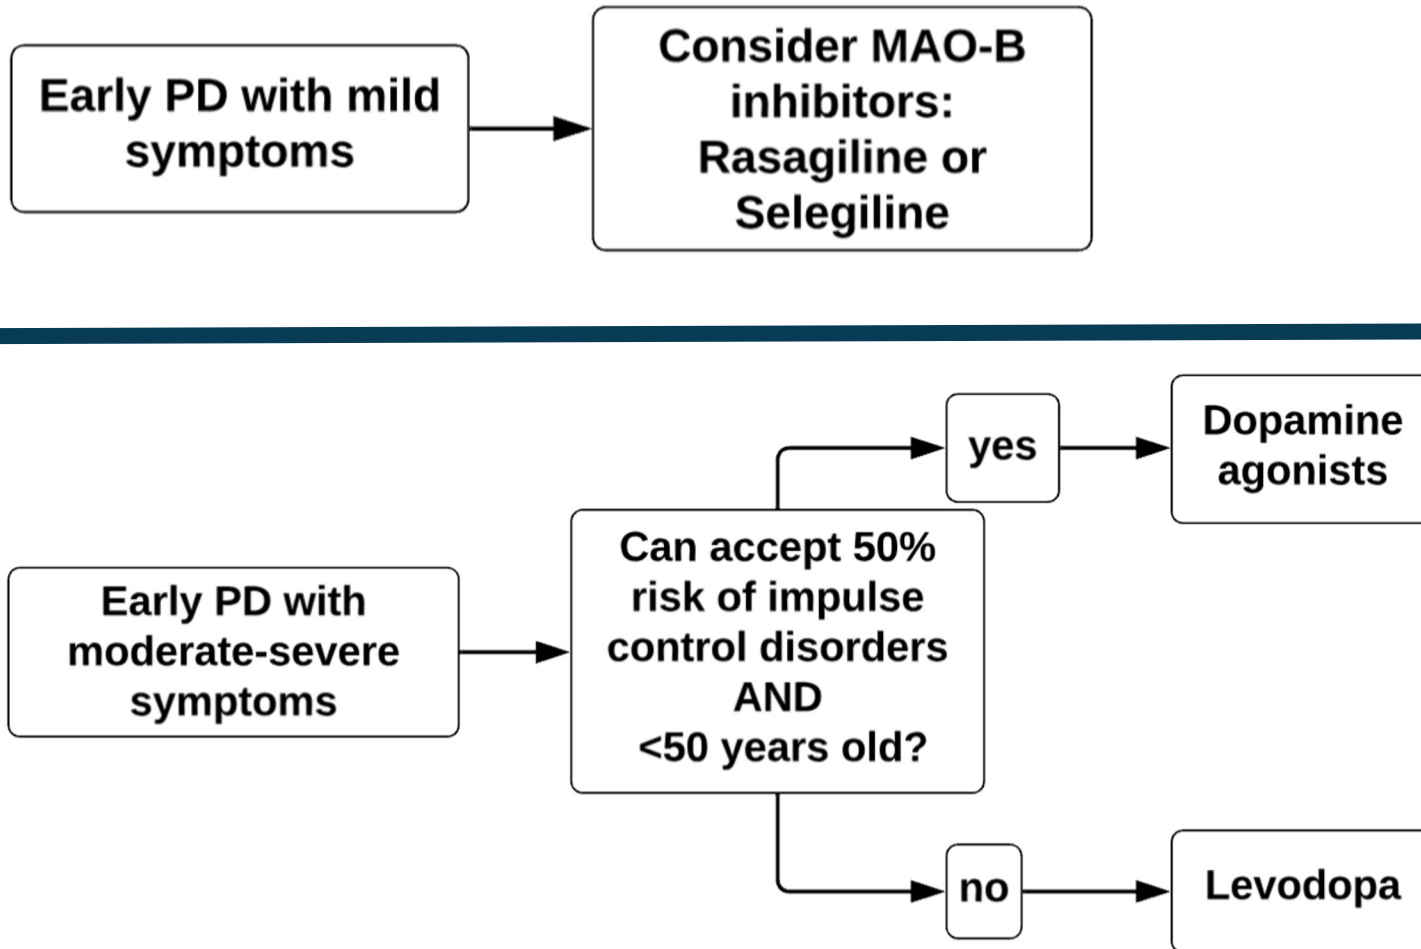 Early PD with mild
symptoms
Consider MAO-B
inhibitors:
Rasagiline or
Selegiline
Early PD with
moderate-severe
symptoms
Can accept 50%
risk of impulse
control disorders
AND
<50 years old?
yes
Dopamine
agonists
no
Levodopa